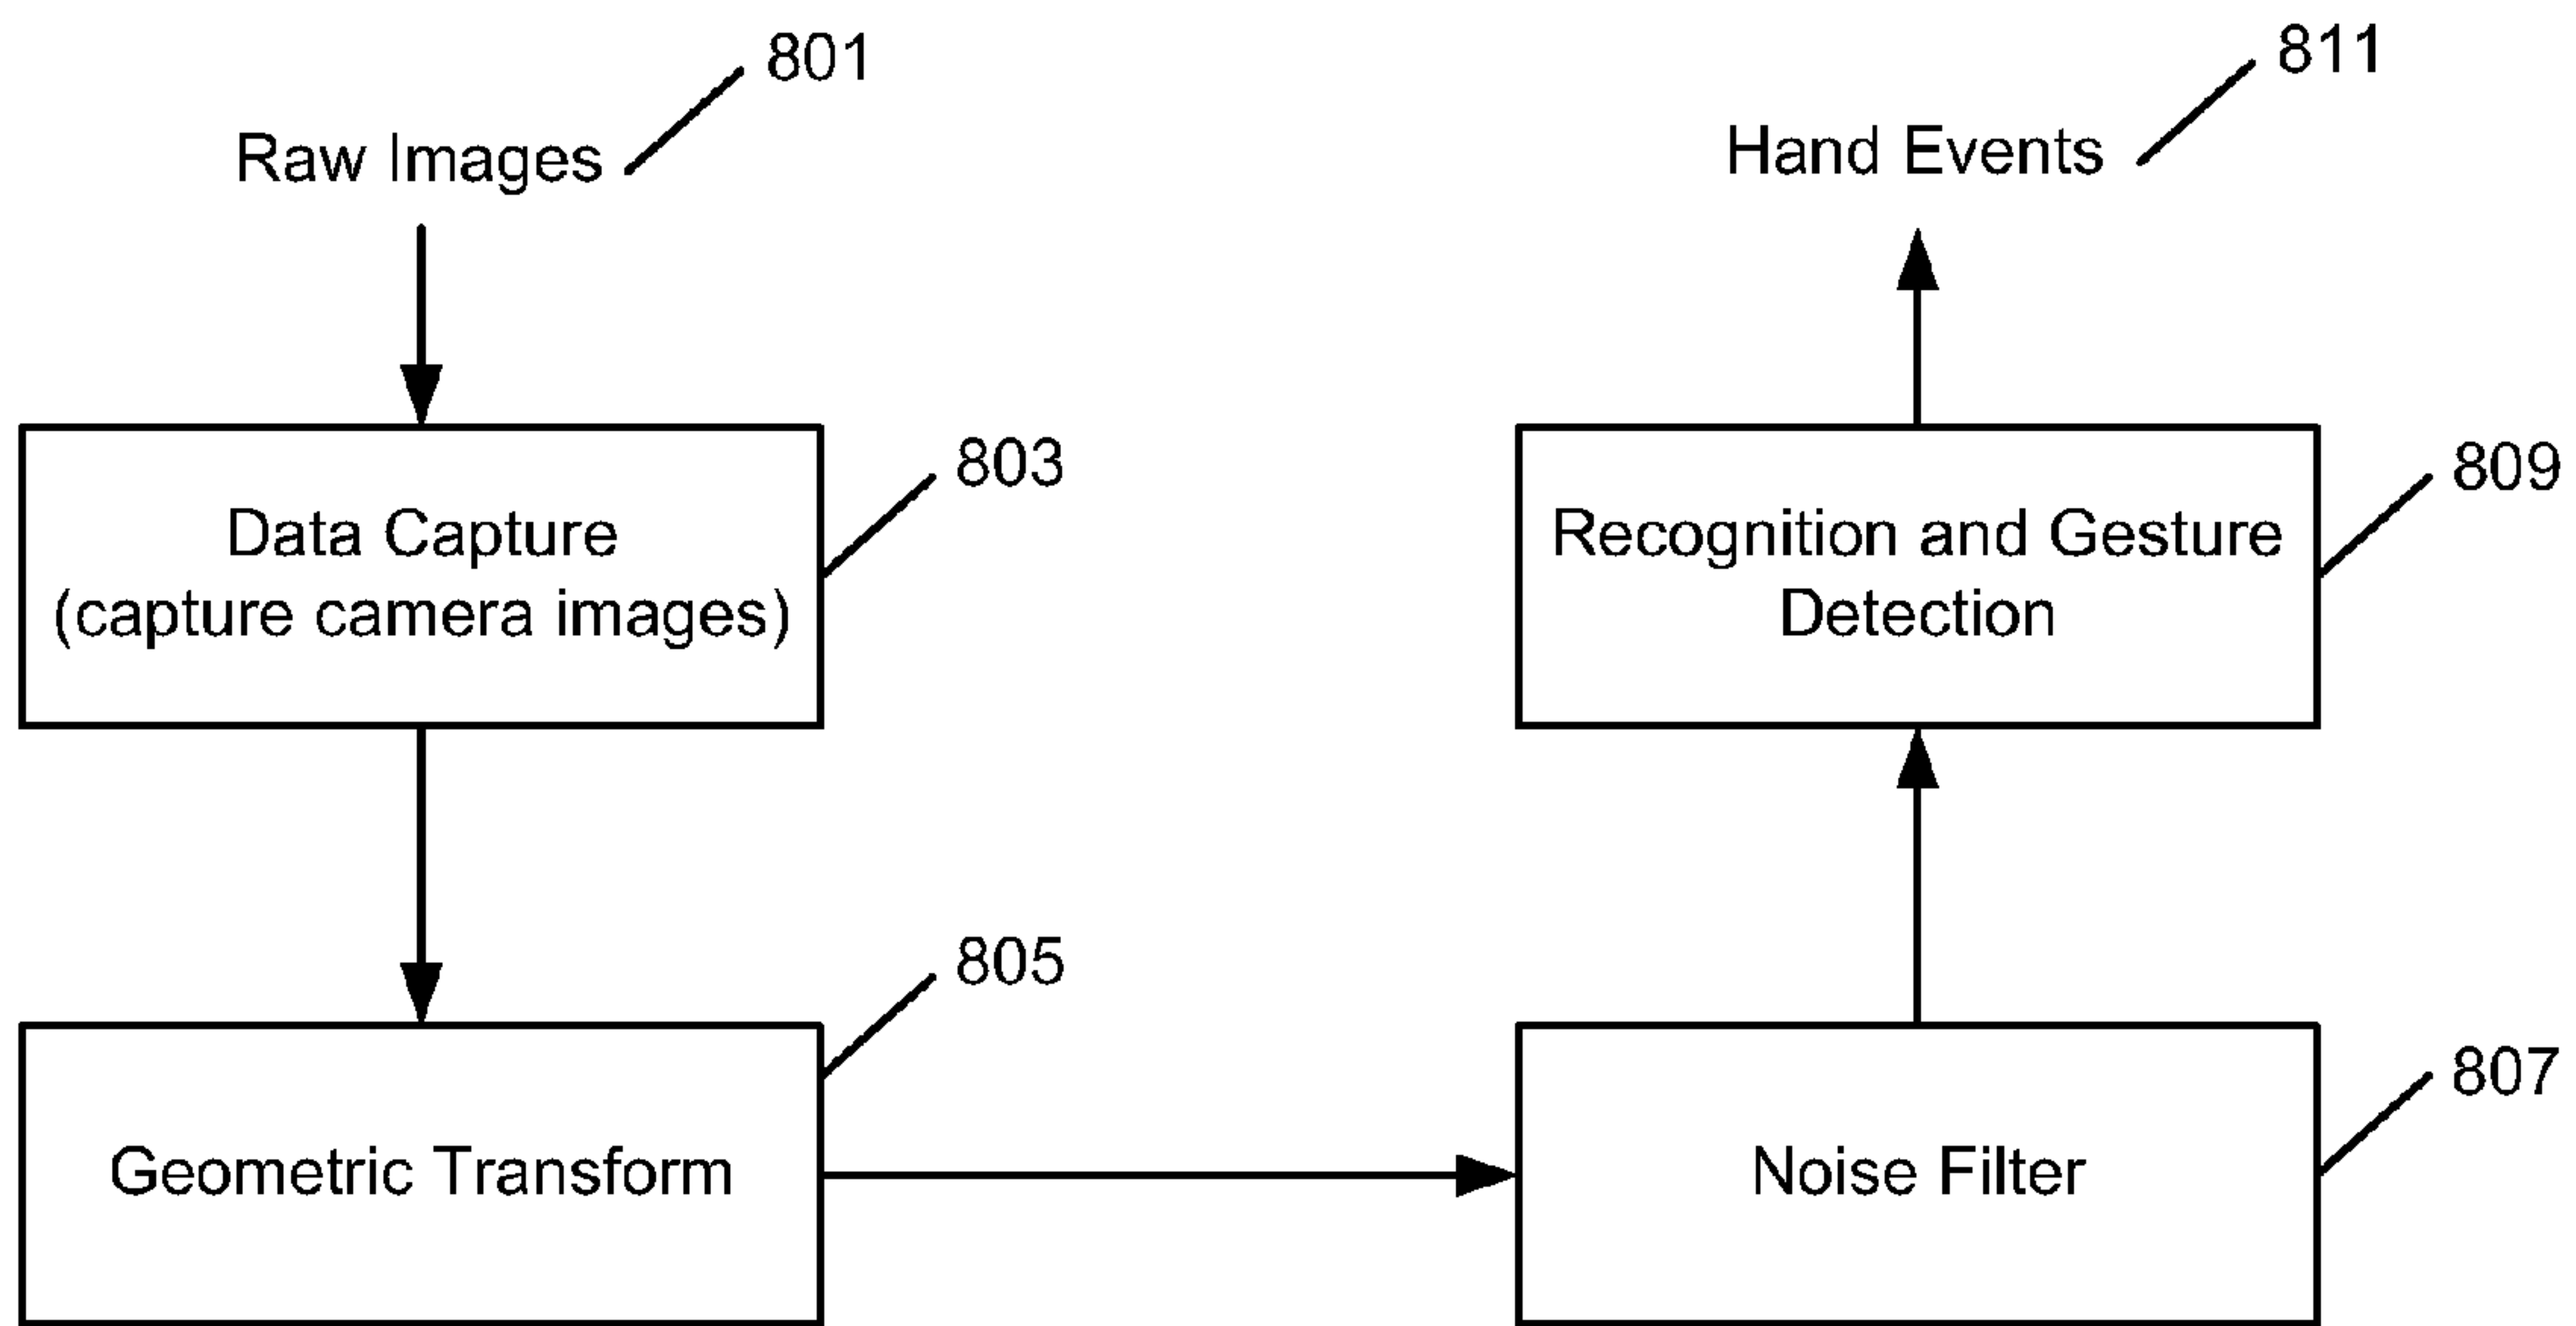 801
Raw Images
811
Hand Events
803
Data Capture
(capture camera images)
809
Recognition and Gesture
Detection
805
Geometric Transform
807
Noise Filter